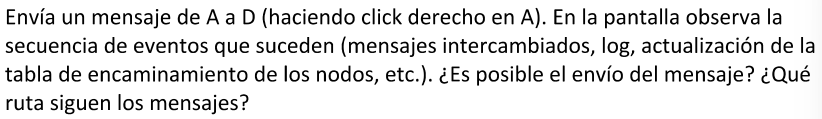 Envía un mensaje de A a D (haciendo click derecho en A). En la pantalla observa la
secuencia de eventos que suceden (mensajes intercambiados, log, actualización de la
tabla de encaminamiento de los nodos, etc.). ¿Es posible el envío del mensaje? ¿Qué
ruta siguen los mensajes?